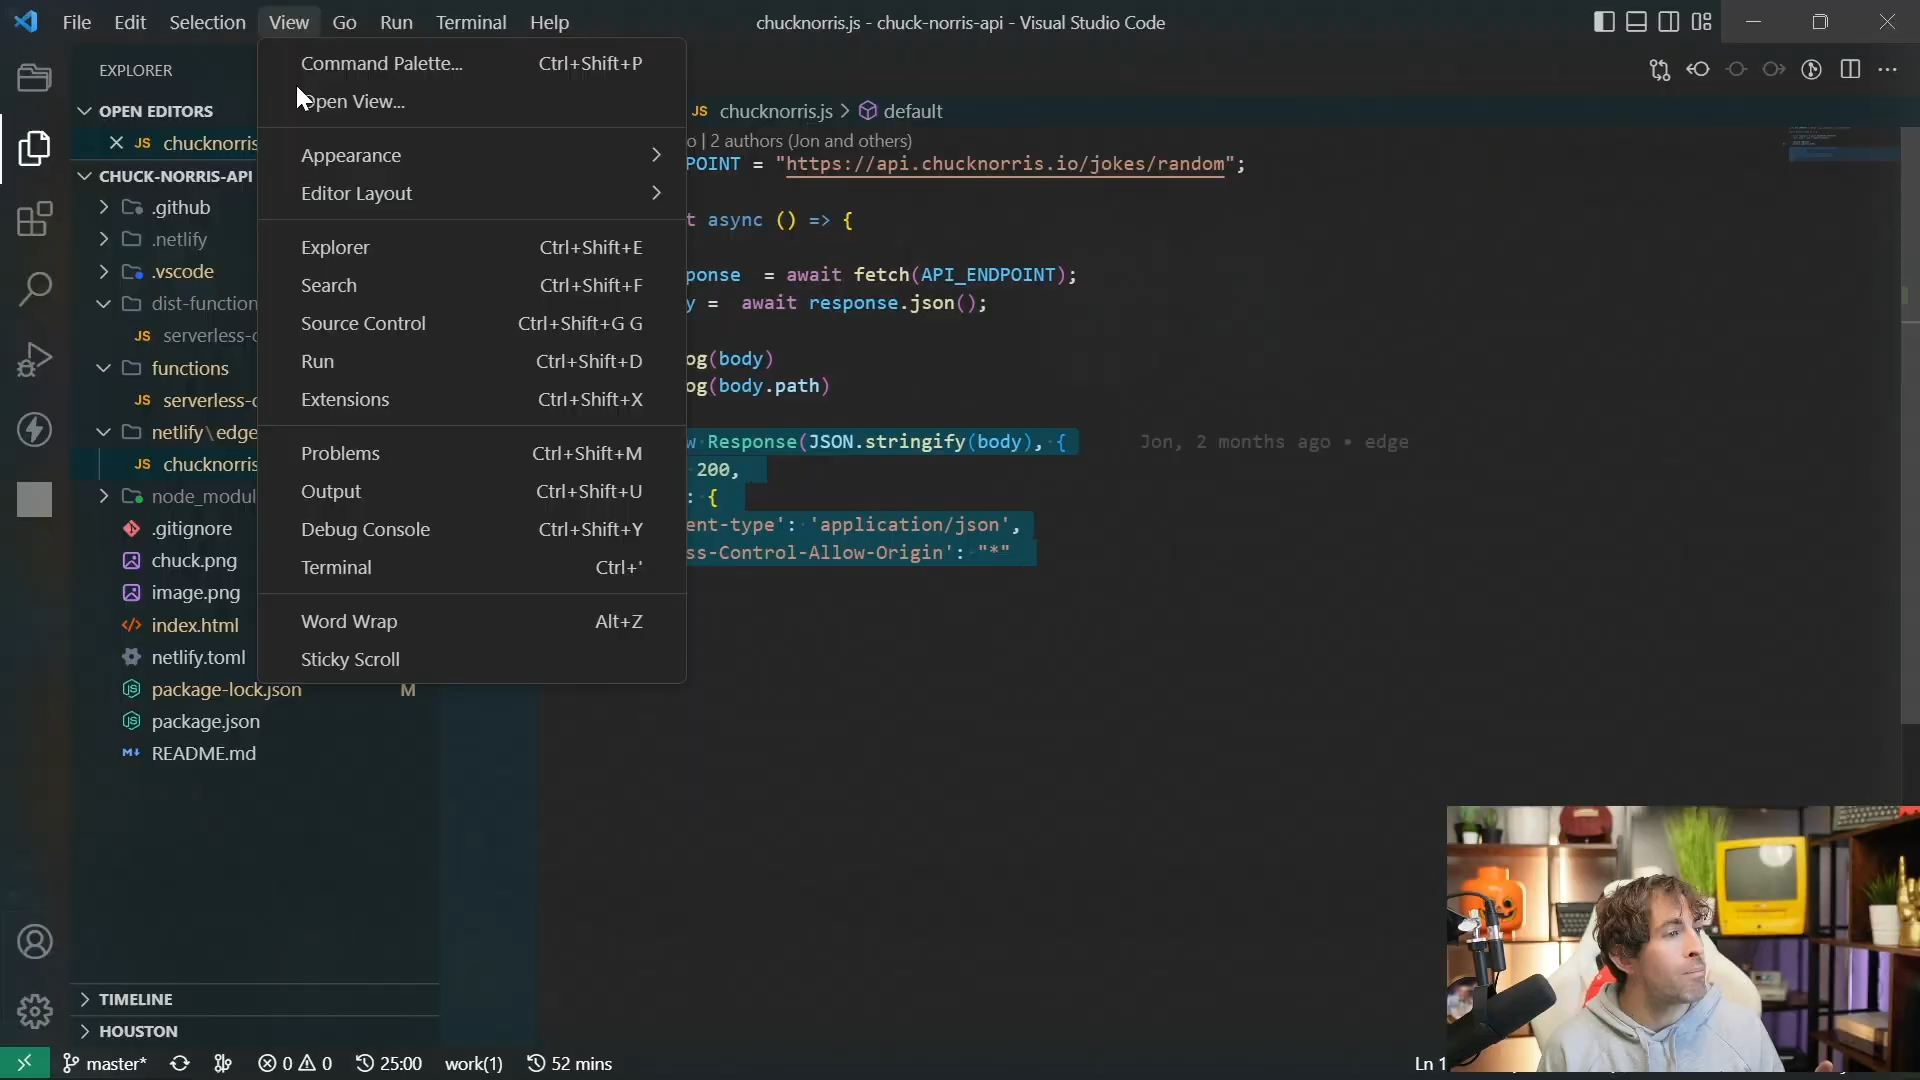 File Edit Selection View Go Run Terminal Help
chucknorris.js - chuck-norris-api - Visual Studio Code
EXPLORER
OPEN EDITORS
JS chucknorris
CHUCK-NORRIS-API
.github
.netlify
.vscode
dist-function
JS serverless-
functions
JS serverless-
netlify\edge
JS chucknorris
node_modul
.gitignore
chuck.png
image.png
index.html
netlify.toml
package-lock.json M
package.json
README.md
TIMELINE
HOUSTON
Command Palette... Ctrl+Shift+P
Open View...
Appearance
Editor Layout
Explorer Ctrl+Shift+E
Search Ctrl+Shift+F
Source Control Ctrl+Shift+G G
Run Ctrl+Shift+D
Extensions Ctrl+Shift+X
Problems Ctrl+Shift+M
Output Ctrl+Shift+U
Debug Console Ctrl+Shift+Y
Terminal Ctrl+'
Word Wrap Alt+Z
Sticky Scroll
JS chucknorris.js > default
o | 2 authors (Jon and others)
POINT = "https://api.chucknorris.io/jokes/random";
t async () => {
ponse = await fetch(API_ENDPOINT);
y = await response.json();
og(body)
og(body.path)
w Response(JSON.stringify(body), { Jon, 2 months ago • edge
200,
: {
ent-type': 'application/json',
ss-Control-Allow-Origin': "*"
master* 0 0 25:00 work(1) 52 mins
Ln 1